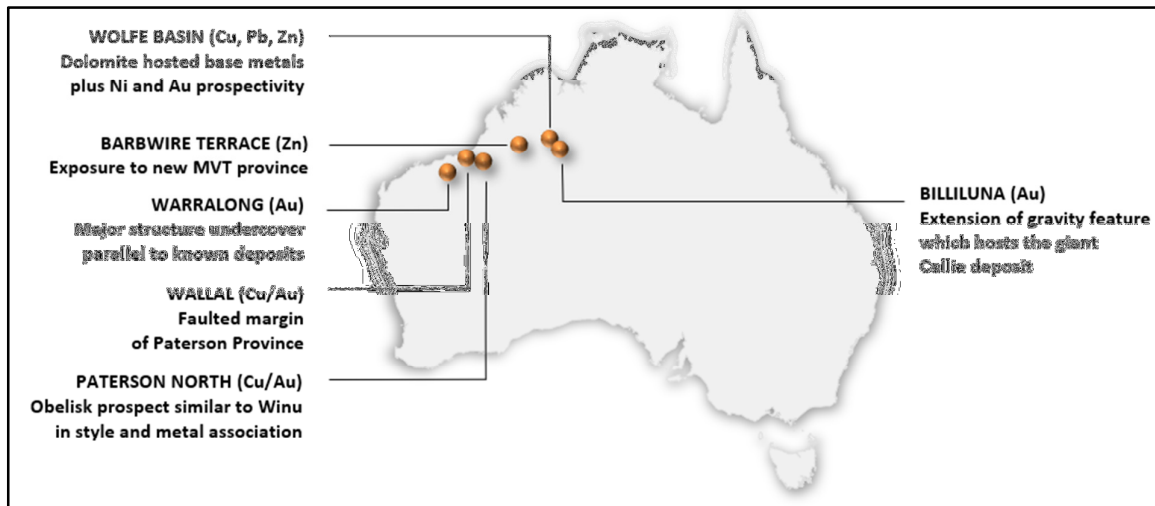 WOLFE BASIN (Cu, Pb, Zn)
Dolomite hosted base metals
plus Ni and Au prospectivity
BARBWIRE TERRACE (Zn)
Exposure to new MVT province
WARRALONG (Au)
Major structure undercover
parallel to known deposits
WALLAL (Cu/Au)
Faulted margin
of Paterson Province
PATERSON NORTH (Cu/Au)
Obelisk prospect similar to Winu
in style and metal association
BILLILUNA (Au)
Extension of gravity feature
which hosts the giant
Callie deposit